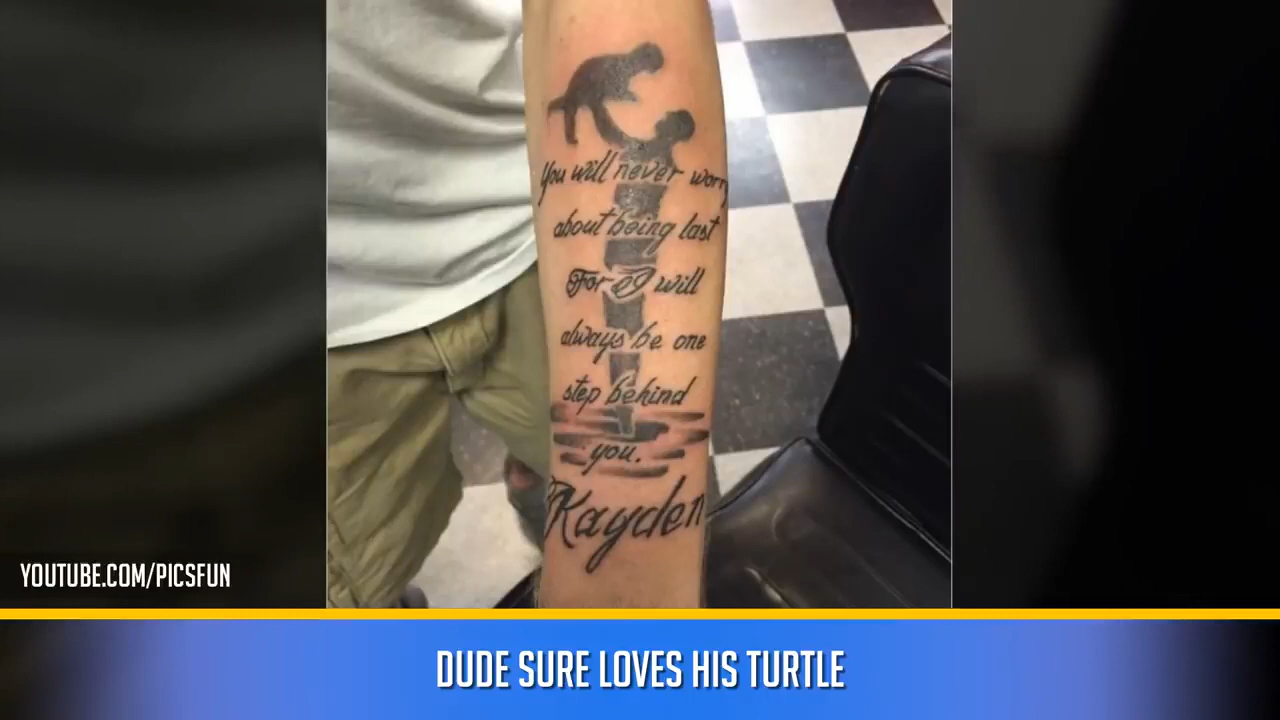 You will never worry
about being last
For I will
always be one
step behind
you.
Kayden
YOUTUBE.COM/PICSFUN
DUDE SURE LOVES HIS TURTLE